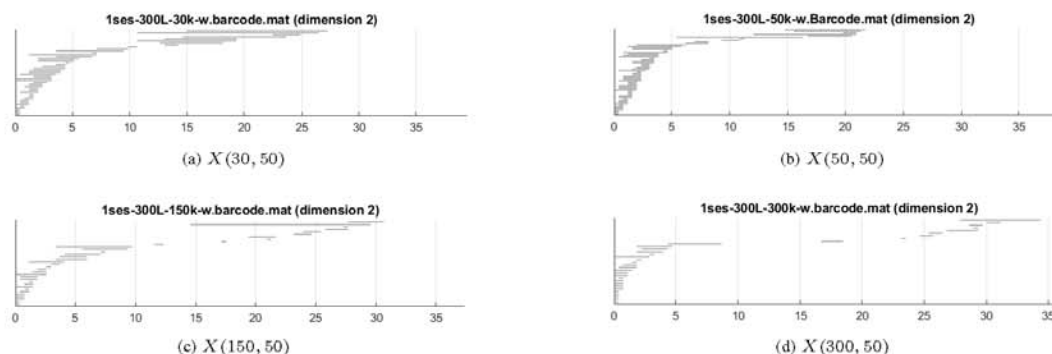 1ses-300L-30k-w.barcode.mat (dimension 2)
0 5 10 15 20 25 30 35
(a) X(30, 50)
1ses-300L-50k-w.Barcode.mat (dimension 2)
0 5 10 15 20 25 30 35
(b) X(50, 50)
1ses-300L-150k-w.barcode.mat (dimension 2)
0 5 10 15 20 25 30 35
(c) X(150, 50)
1ses-300L-300k-w.barcode.mat (dimension 2)
0 5 10 15 20 25 30 35
(d) X(300, 50)